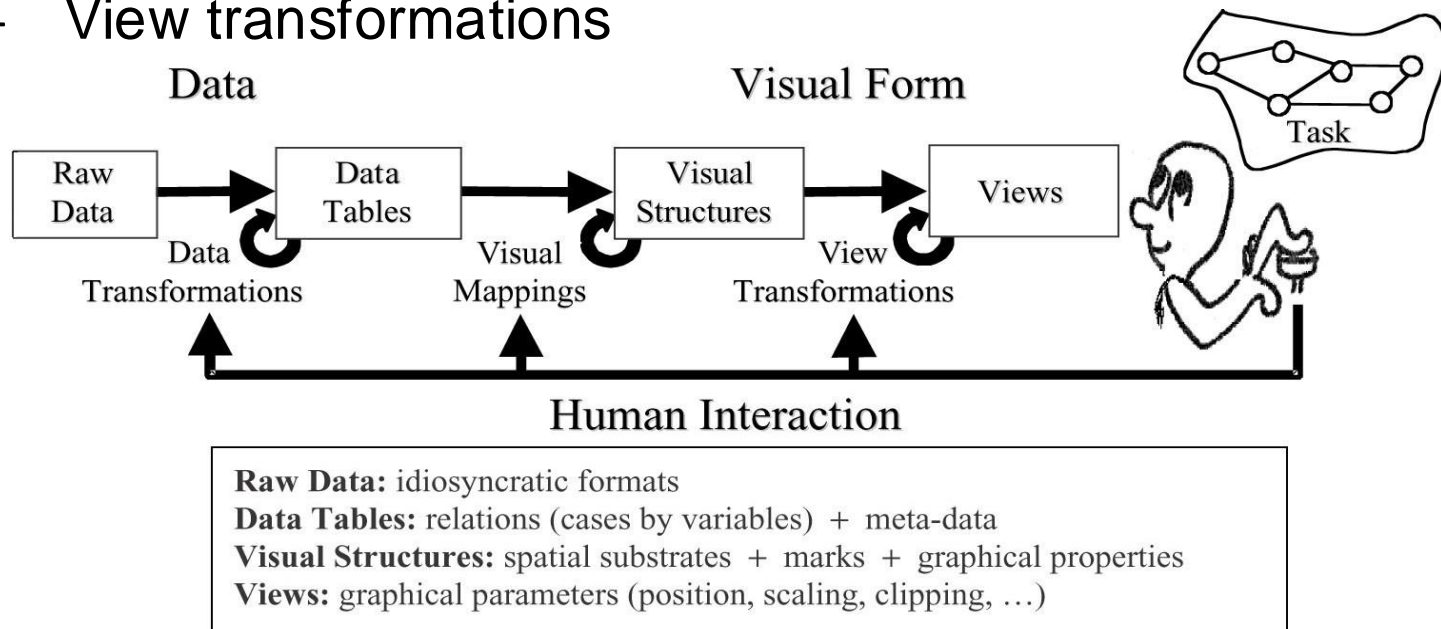 - View transformations
Data
Visual Form
Task
Raw
Data
Data
Tables
Visual
Structures
Views
Data
Transformations
Visual
Mappings
View
Transformations
Human Interaction
Raw Data: idiosyncratic formats
Data Tables: relations (cases by variables) + meta-data
Visual Structures: spatial substrates + marks + graphical properties
Views: graphical parameters (position, scaling, clipping, …)